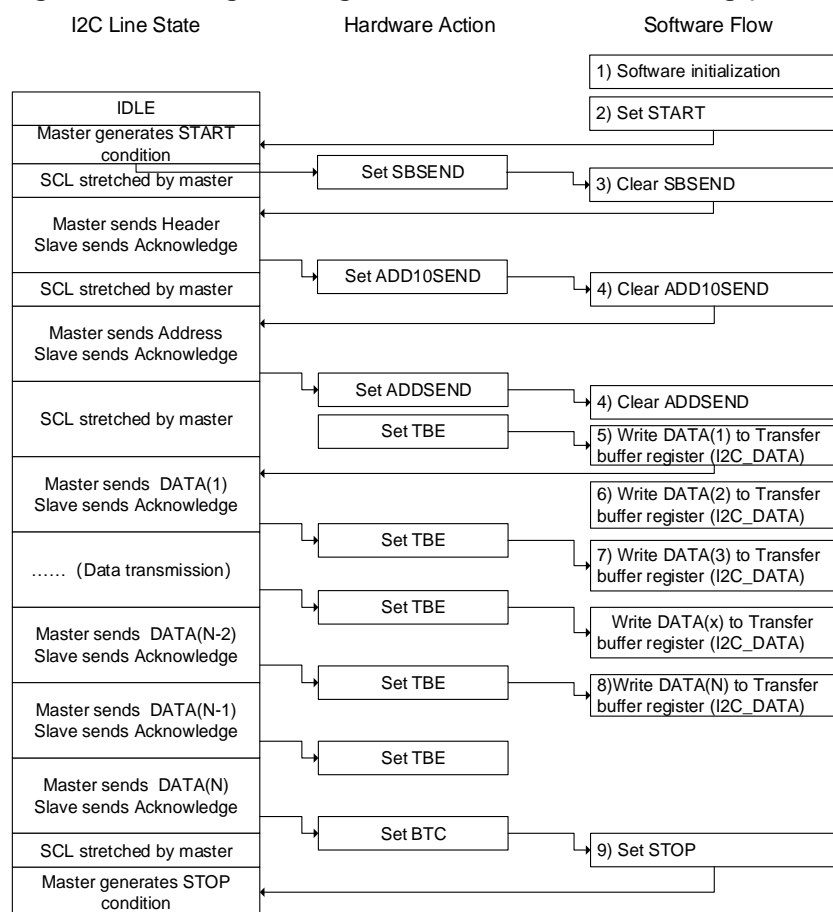 I2C Line State
Hardware Action
Software Flow
1) Software initialization
IDLE
2) Set START
Master generates START
condition
SCL stretched by master
Set SBSEND
3) Clear SBSEND
Master sends Header
Slave sends Acknowledge
Set ADD10SEND
SCL stretched by master
4) Clear ADD10SEND
Master sends Address
Slave sends Acknowledge
Set ADDSEND
4) Clear ADDSEND
SCL stretched by master
Set TBE
5) Write DATA(1) to Transfer
buffer register (I2C_DATA)
Master sends DATA(1)
Slave sends Acknowledge
6) Write DATA(2) to Transfer
buffer register (I2C_DATA)
Set TBE
7) Write DATA(3) to Transfer
buffer register (I2C_DATA)
...... (Data transmission)
Set TBE
Write DATA(x) to Transfer
buffer register (I2C_DATA)
Master sends DATA(N-2)
Slave sends Acknowledge
Set TBE
8)Write DATA(N) to Transfer
buffer register (I2C_DATA)
Master sends DATA(N-1)
Slave sends Acknowledge
Set TBE
Master sends DATA(N)
Slave sends Acknowledge
Set BTC
SCL stretched by master
9) Set STOP
Master generates STOP
condition